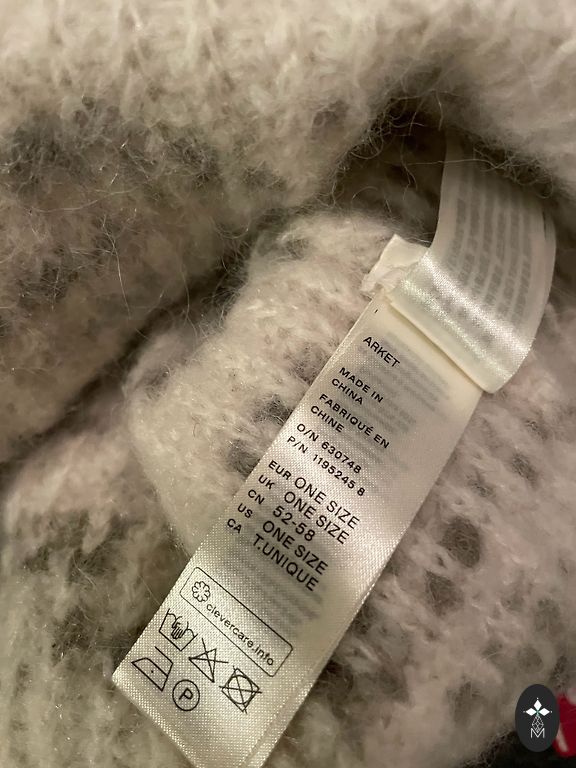 ARKET
MADE IN
CHINA
FABRIQUÉ EN
CHINE
O/N 630748
P/N 1195245 8
EUR ONE SIZE
UK ONE SIZE
CN 52-58
US ONE SIZE
CA T.UNIQUE
clevercare.info
P
M